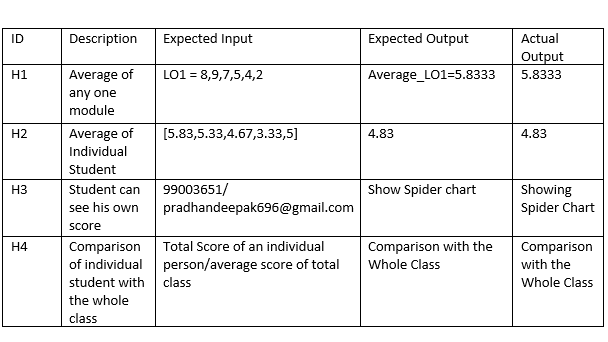 ID Description Expected Input Expected Output Actual Output
H1 Average of any one module LO1 = 8,9,7,5,4,2 Average_LO1=5.8333 5.8333
H2 Average of Individual Student [5.83,5.33,4.67,3.33,5] 4.83 4.83
H3 Student can see his own score 99003651/ pradhandeepak696@gmail.com Show Spider chart Showing Spider Chart
H4 Comparison of individual student with the whole class Total Score of an individual person/average score of total class Comparison with the Whole Class Comparison with the Whole Class